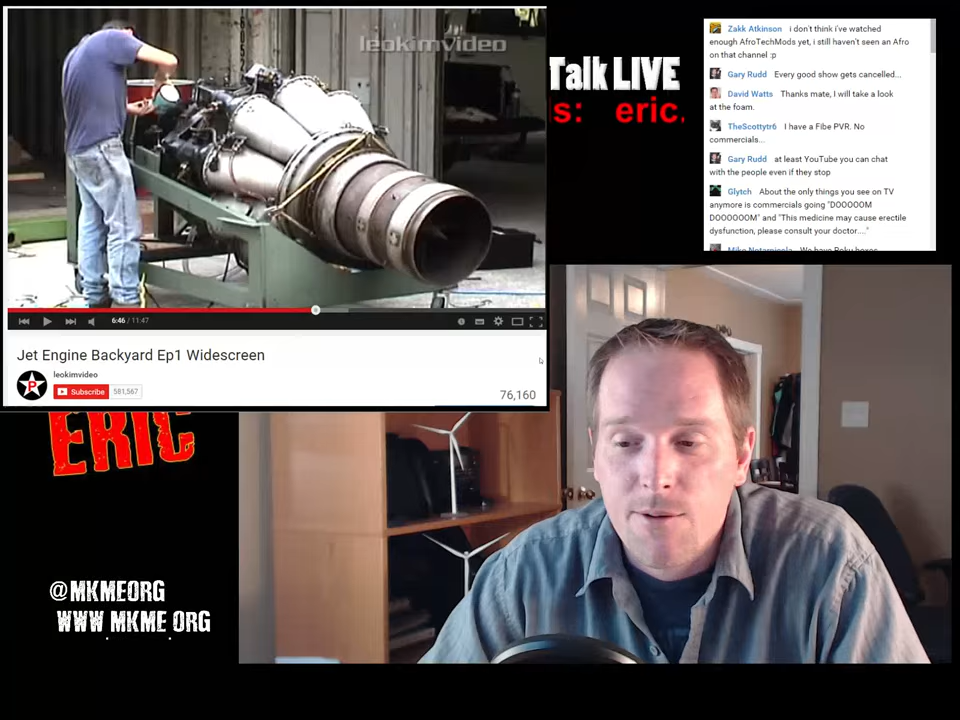 leokimvideo
6:46 / 11:47
Jet Engine Backyard Ep1 Widescreen
leokimvideo
Subscribe 581,567
76,160
Talk LIVE
s: eric.
Zakk Atkinson I don't think i've watched
enough AfroTechMods yet, i still haven't seen an Afro
on that channel :p
Gary Rudd Every good show gets cancelled...
David Watts Thanks mate, I will take a look
at the foam.
TheScottytr6 I have a Fibe PVR. No
commercials...
Gary Rudd at least YouTube you can chat
with the people even if they stop
Glytch About the only things you see on TV
anymore is commercials going "DOOOOOM
DOOOOOOM" and "This medicine may cause erectile
dysfunction, please consult your doctor...."
ERIC
@MKMEORG
WWW.MKME.ORG